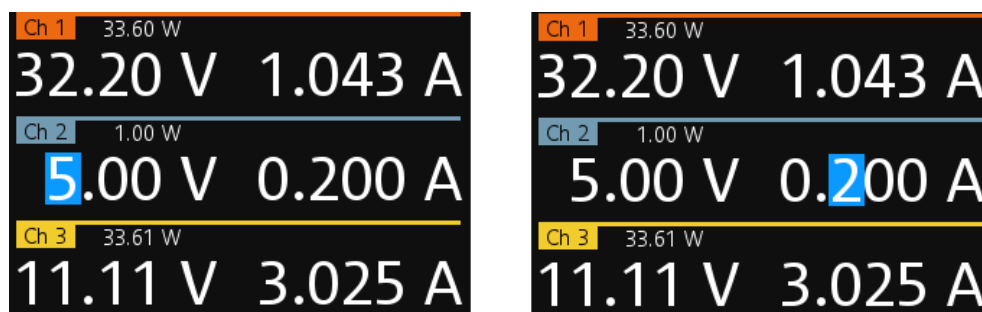 Ch 1 33.60 W
32.20 V 1.043 A
Ch 2 1.00 W
5.00 V 0.200 A
Ch 3 33.61 W
11.11 V 3.025 A
Ch 1 33.60 W
32.20 V 1.043 A
Ch 2 1.00 W
5.00 V 0.200 A
Ch 3 33.61 W
11.11 V 3.025 A